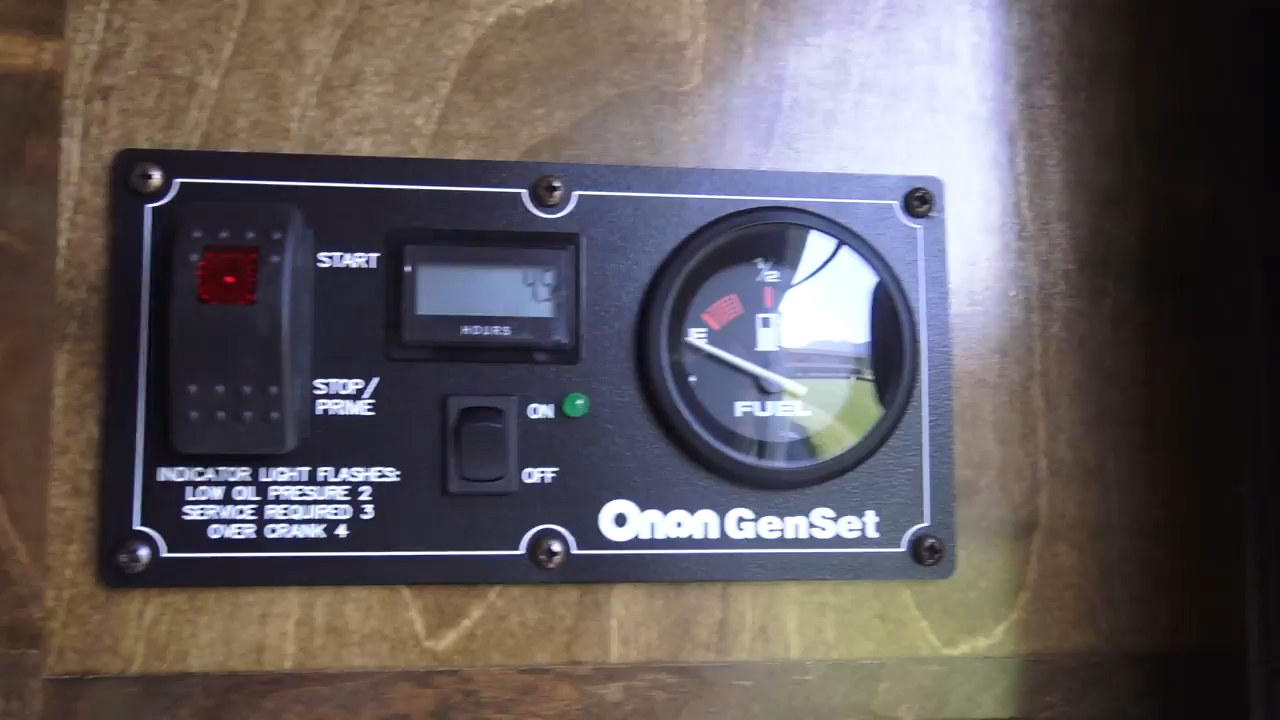 START
HOURS
STOP/
PRIME
ON
OFF
INDICATOR LIGHT FLASHES:
LOW OIL PRESURE 2
SERVICE REQUIRED 3
OVER CRANK 4
1/2
E
FUEL
Onan GenSet